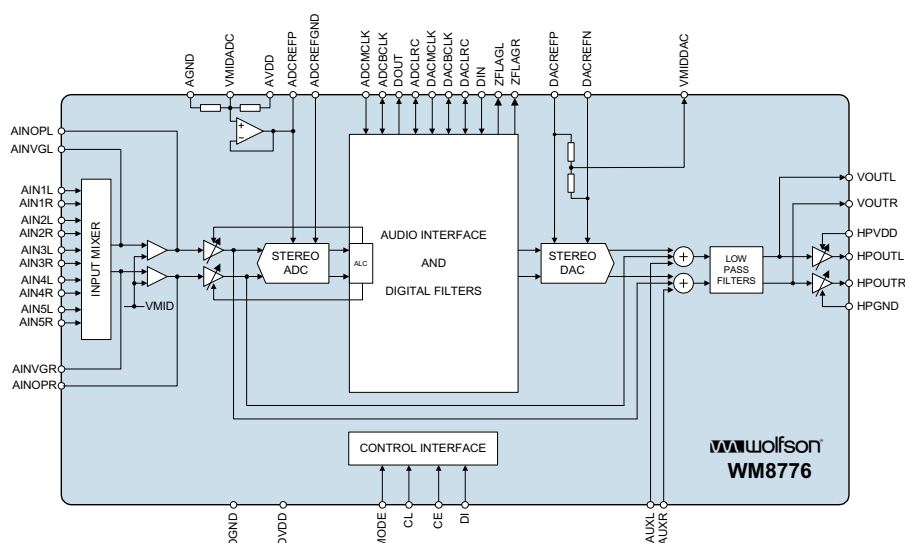 AGND
VMIDADC
AVDD
ADCREFP
ADCREFGND
ADCMCLK
ADCBCLK
DOUT
ADCLRC
DACMCLK
DACBCLK
DACLRC
DIN
ZFLAGL
ZFLAGR
DACREFP
DACREFN
VMIDDAC
AINOPL
AINVGL
AIN1L
AIN1R
AIN2L
AIN2R
AIN3L
AIN3R
AIN4L
AIN4R
AIN5L
AIN5R
AINVGR
AINOPR
INPUT MIXER
VMID
+
−
STEREO
ADC
ALC
AUDIO INTERFACE
AND
DIGITAL FILTERS
STEREO
DAC
+
+
LOW
PASS
FILTERS
VOUTL
VOUTR
HPVDD
HPOUTL
HPOUTR
HPGND
CONTROL INTERFACE
wolfson
WM8776
DGND
DVDD
MODE
CL
CE
DI
AUXL
AUXR